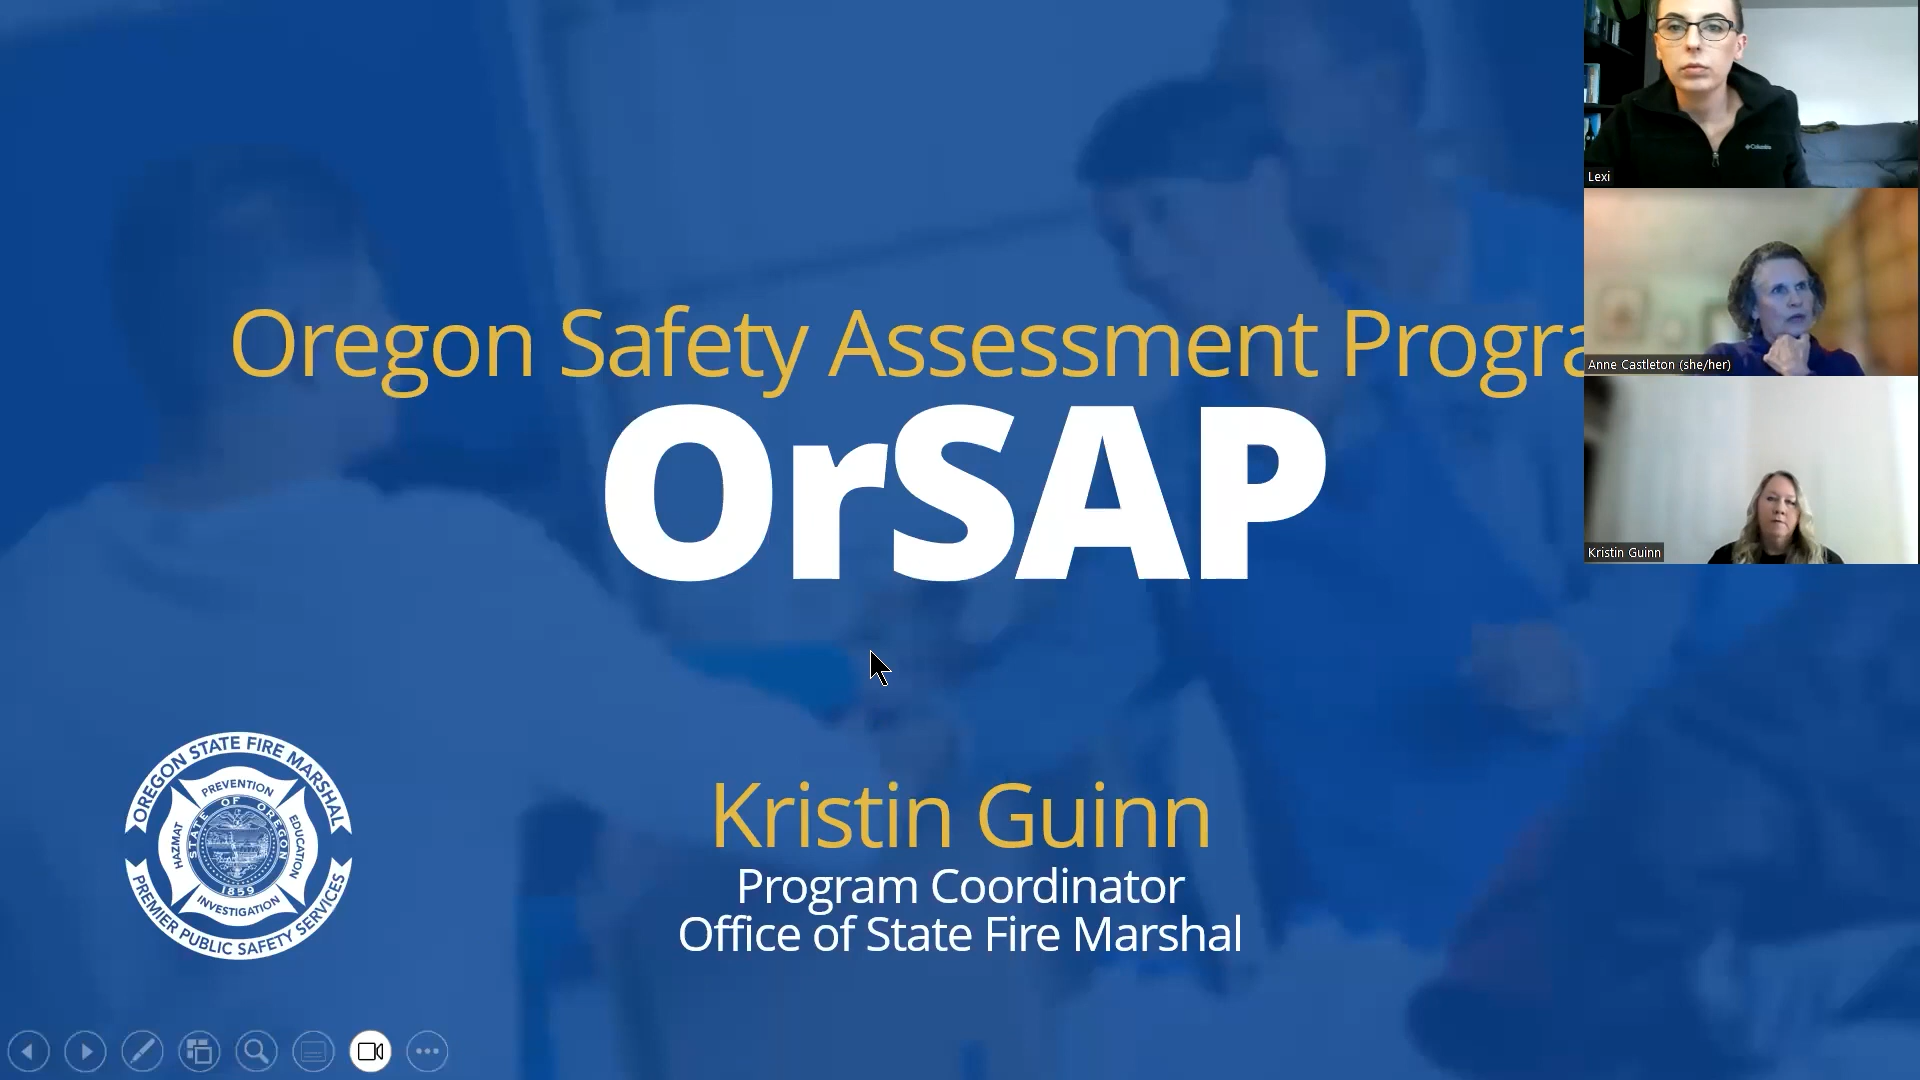 Oregon Safety Assessment Progra
OrSAP
Kristin Guinn
Program Coordinator
Office of State Fire Marshal
OREGON STATE FIRE MARSHAL
PREVENTION
HAZMAT
EDUCATION
INVESTIGATION
STATE OF OREGON
1859
PREMIER PUBLIC SAFETY SERVICES
Columbia
Lexi
Anne Castleton (she/her)
Kristin Guinn